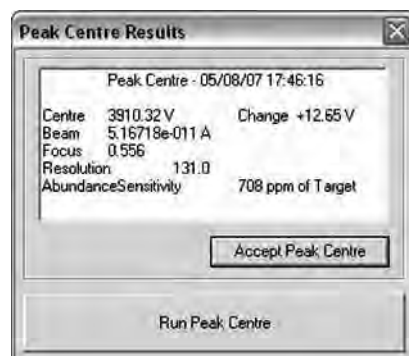 Peak Centre Results
Peak Centre - 05/08/07 17:46:16
Centre 3910.32 V Change +12.65 V
Beam 5.16718e-011 A
Focus 0.556
Resolution 131.0
AbundanceSensitivity 708 ppm of Target
Accept Peak Centre
Run Peak Centre